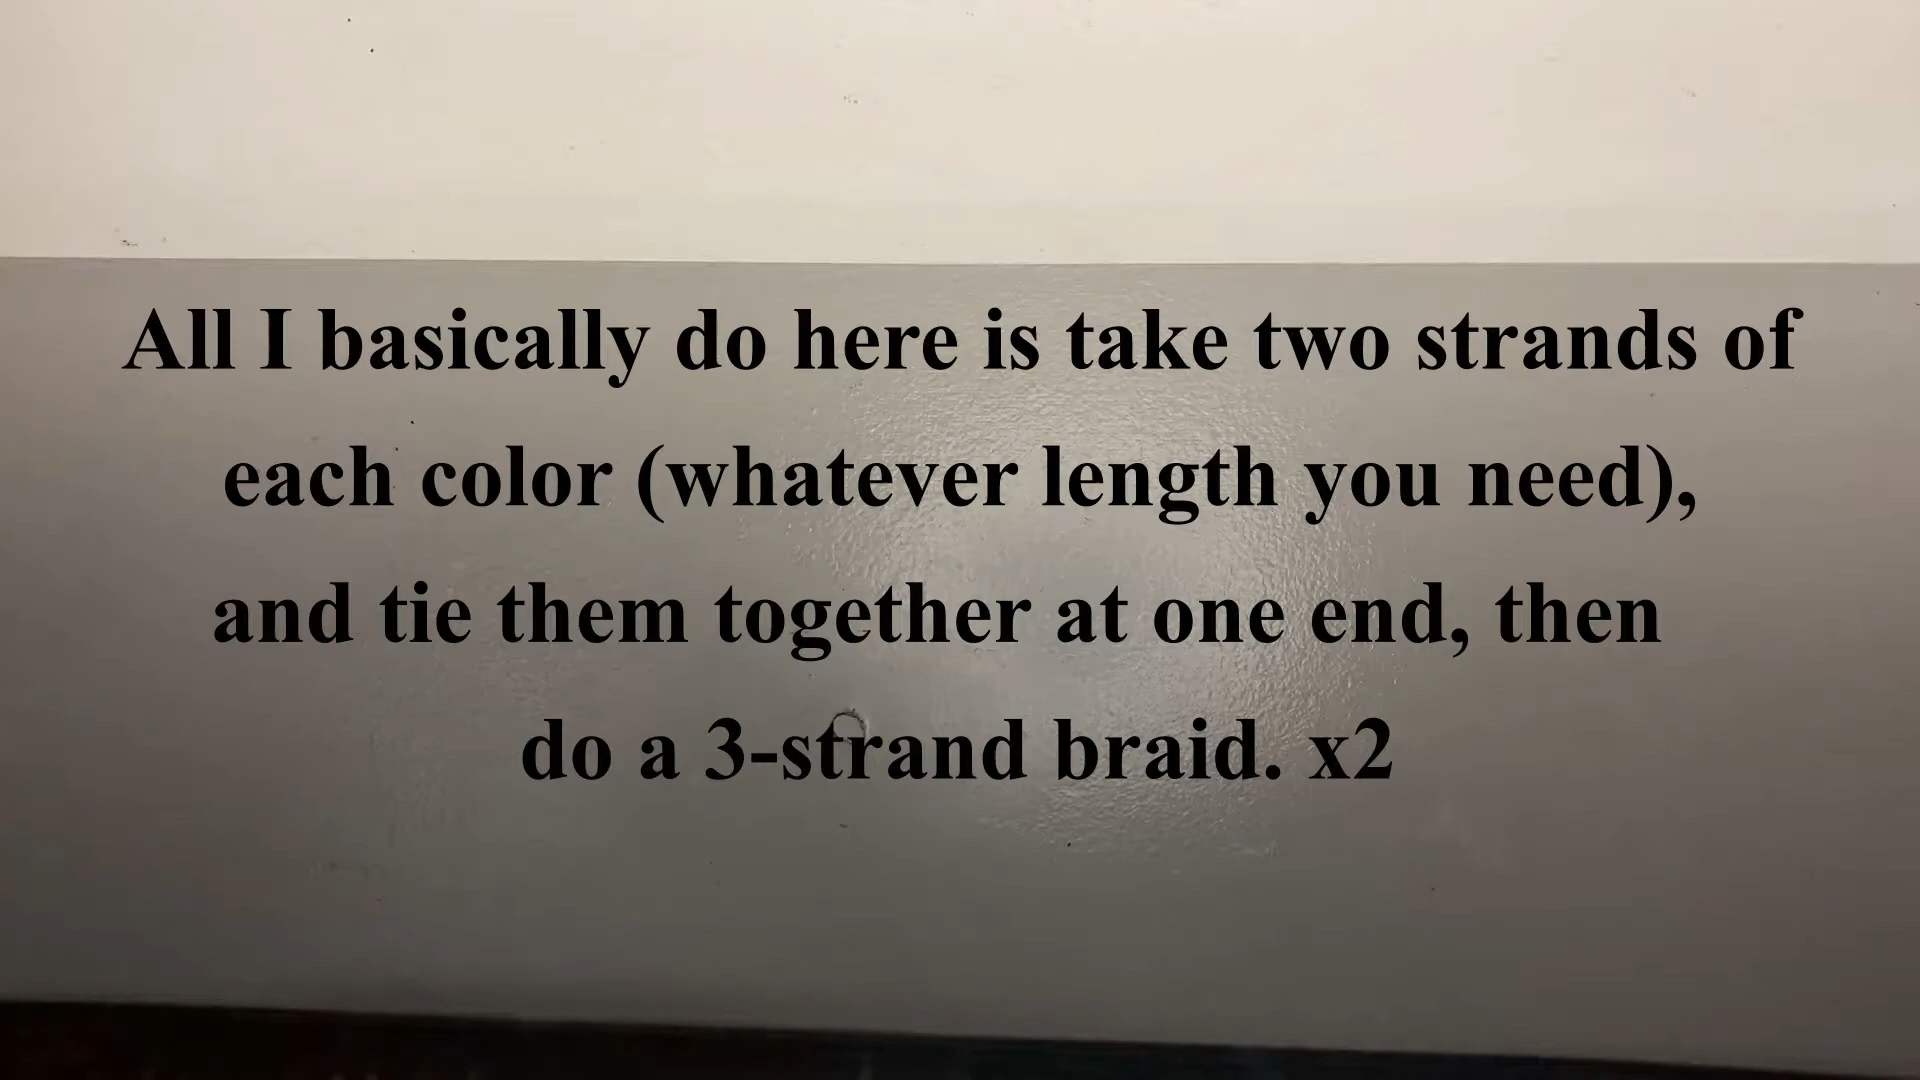 All I basically do here is take two strands of
each color (whatever length you need),
and tie them together at one end, then
do a 3-strand braid. x2